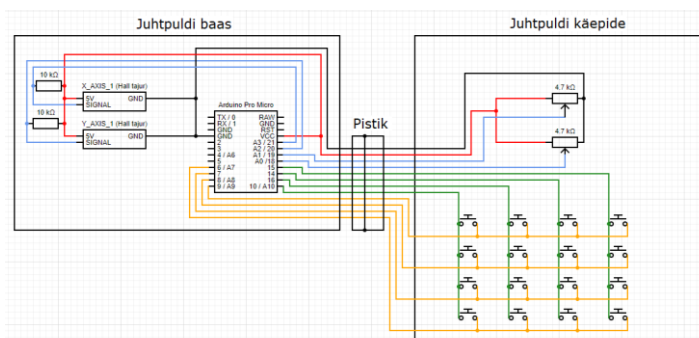 Juhtpuldi baas
Juhtpuldi käepide
10 kΩ
X_AXIS_1 (Hall tajur)
5V
GND
SIGNAL
10 kΩ
Y_AXIS_1 (Hall tajur)
5V
GND
SIGNAL
Arduino Pro Micro
TX / 0
RX / 1
GND
GND
2
3
4 / A6
5
6 / A7
7
8 / A8
9 / A9
RAW
GND
RST
VCC
A3 / 21
A2 / 20
A1 / 19
A0 / 18
15
14
16
10 / A10
Pistik
4.7 kΩ
4.7 kΩ